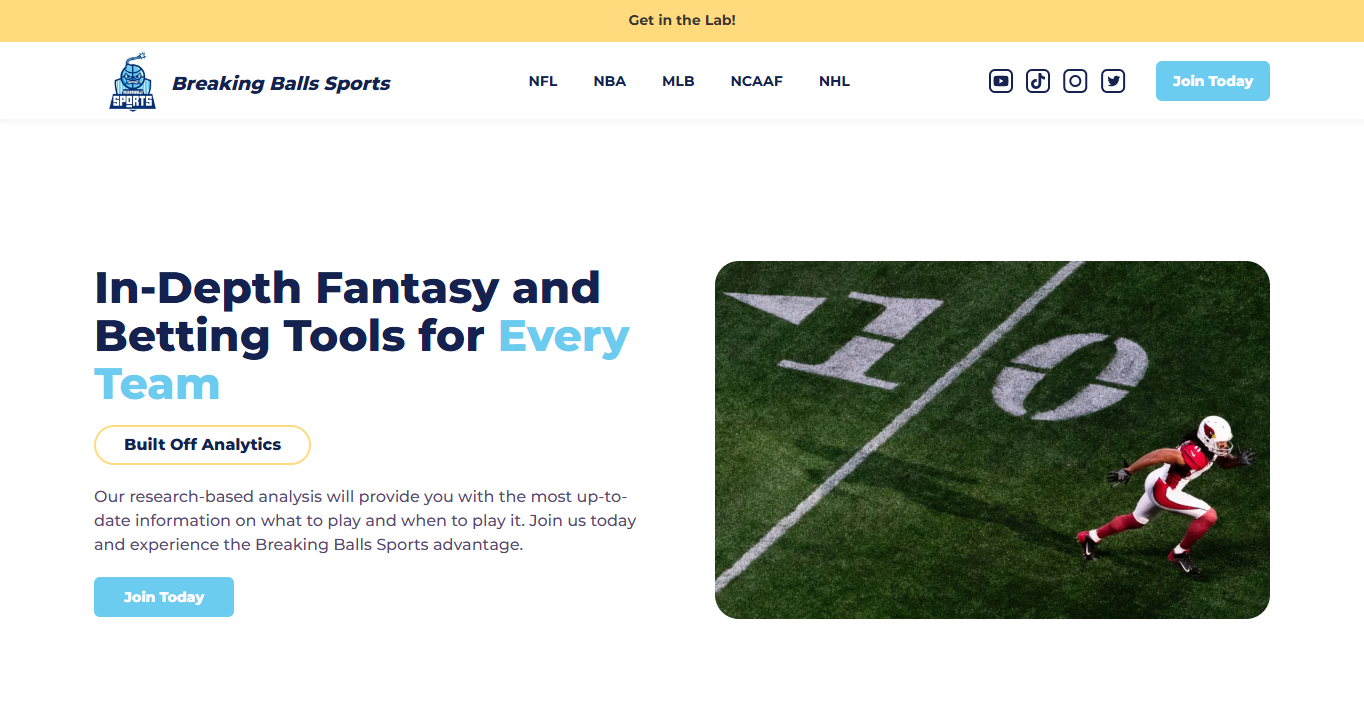 Get in the Lab!
SPORTS
Breaking Balls Sports
NFL
NBA
MLB
NCAAF
NHL
Join Today
In-Depth Fantasy and
Betting Tools for Every
Team
Built Off Analytics
Our research-based analysis will provide you with the most up-to-
date information on what to play and when to play it. Join us today
and experience the Breaking Balls Sports advantage.
Join Today
10